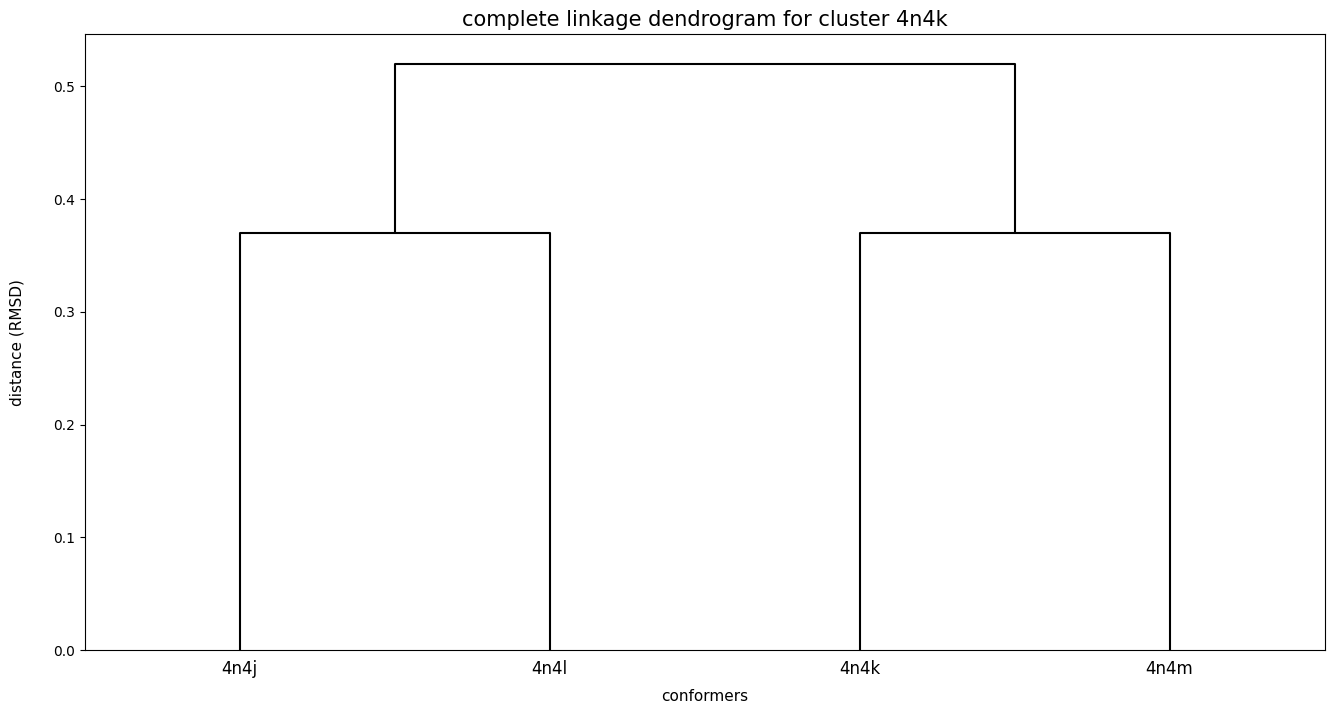 complete linkage dendrogram for cluster 4n4k
0.5
0.4
0.3
0.2
0.1
0.0
distance (RMSD)
4n4j 4n4l 4n4k 4n4m
conformers